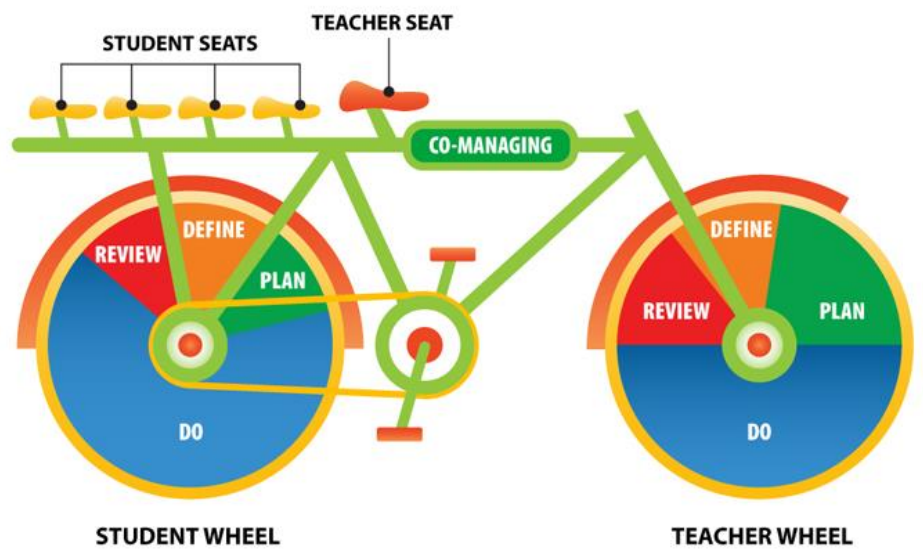 TEACHER SEAT
STUDENT SEATS
CO-MANAGING
REVIEW
DEFINE
PLAN
DO
REVIEW
DEFINE
PLAN
DO
STUDENT WHEEL
TEACHER WHEEL